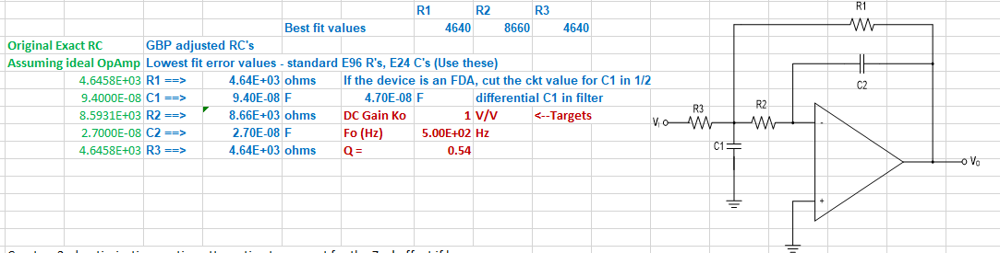 R1 R2 R3
Best fit values 4640 8660 4640
Original Exact RC GBP adjusted RC's
Assuming ideal OpAmp Lowest fit error values - standard E96 R's, E24 C's (Use these)
4.6458E+03 R1 ==> 4.64E+03 ohms If the device is an FDA, cut the ckt value for C1 in 1/2
9.4000E-08 C1 ==> 9.40E-08 F 4.70E-08 F differential C1 in filter
8.5931E+03 R2 ==> 8.66E+03 ohms DC Gain Ko 1 V/V <--Targets
2.7000E-08 C2 ==> 2.70E-08 F Fo (Hz) 5.00E+02 Hz
4.6458E+03 R3 ==> 4.64E+03 ohms Q = 0.54
R1
C2
R3 R2
Vi
C1
-
+
Vo